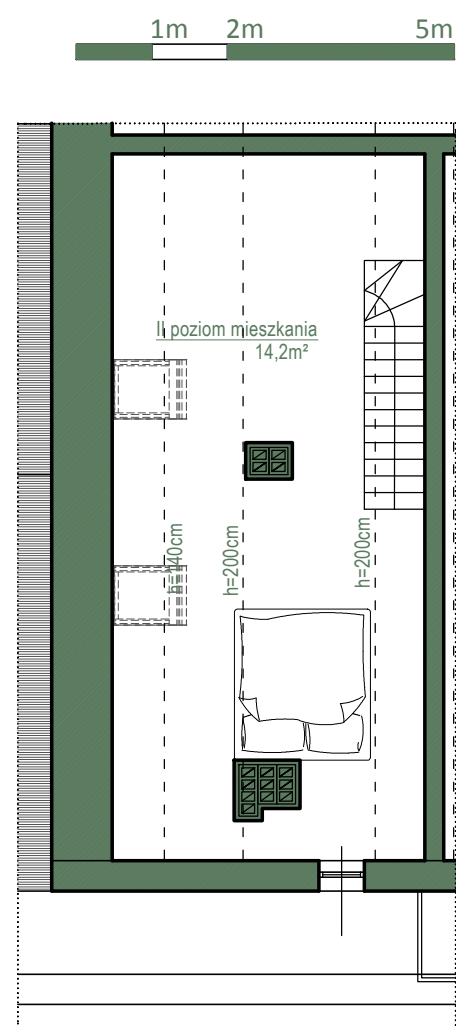 1m 2m 5m
II poziom mieszkania
14,2m²
h=140cm
h=200cm
h=200cm